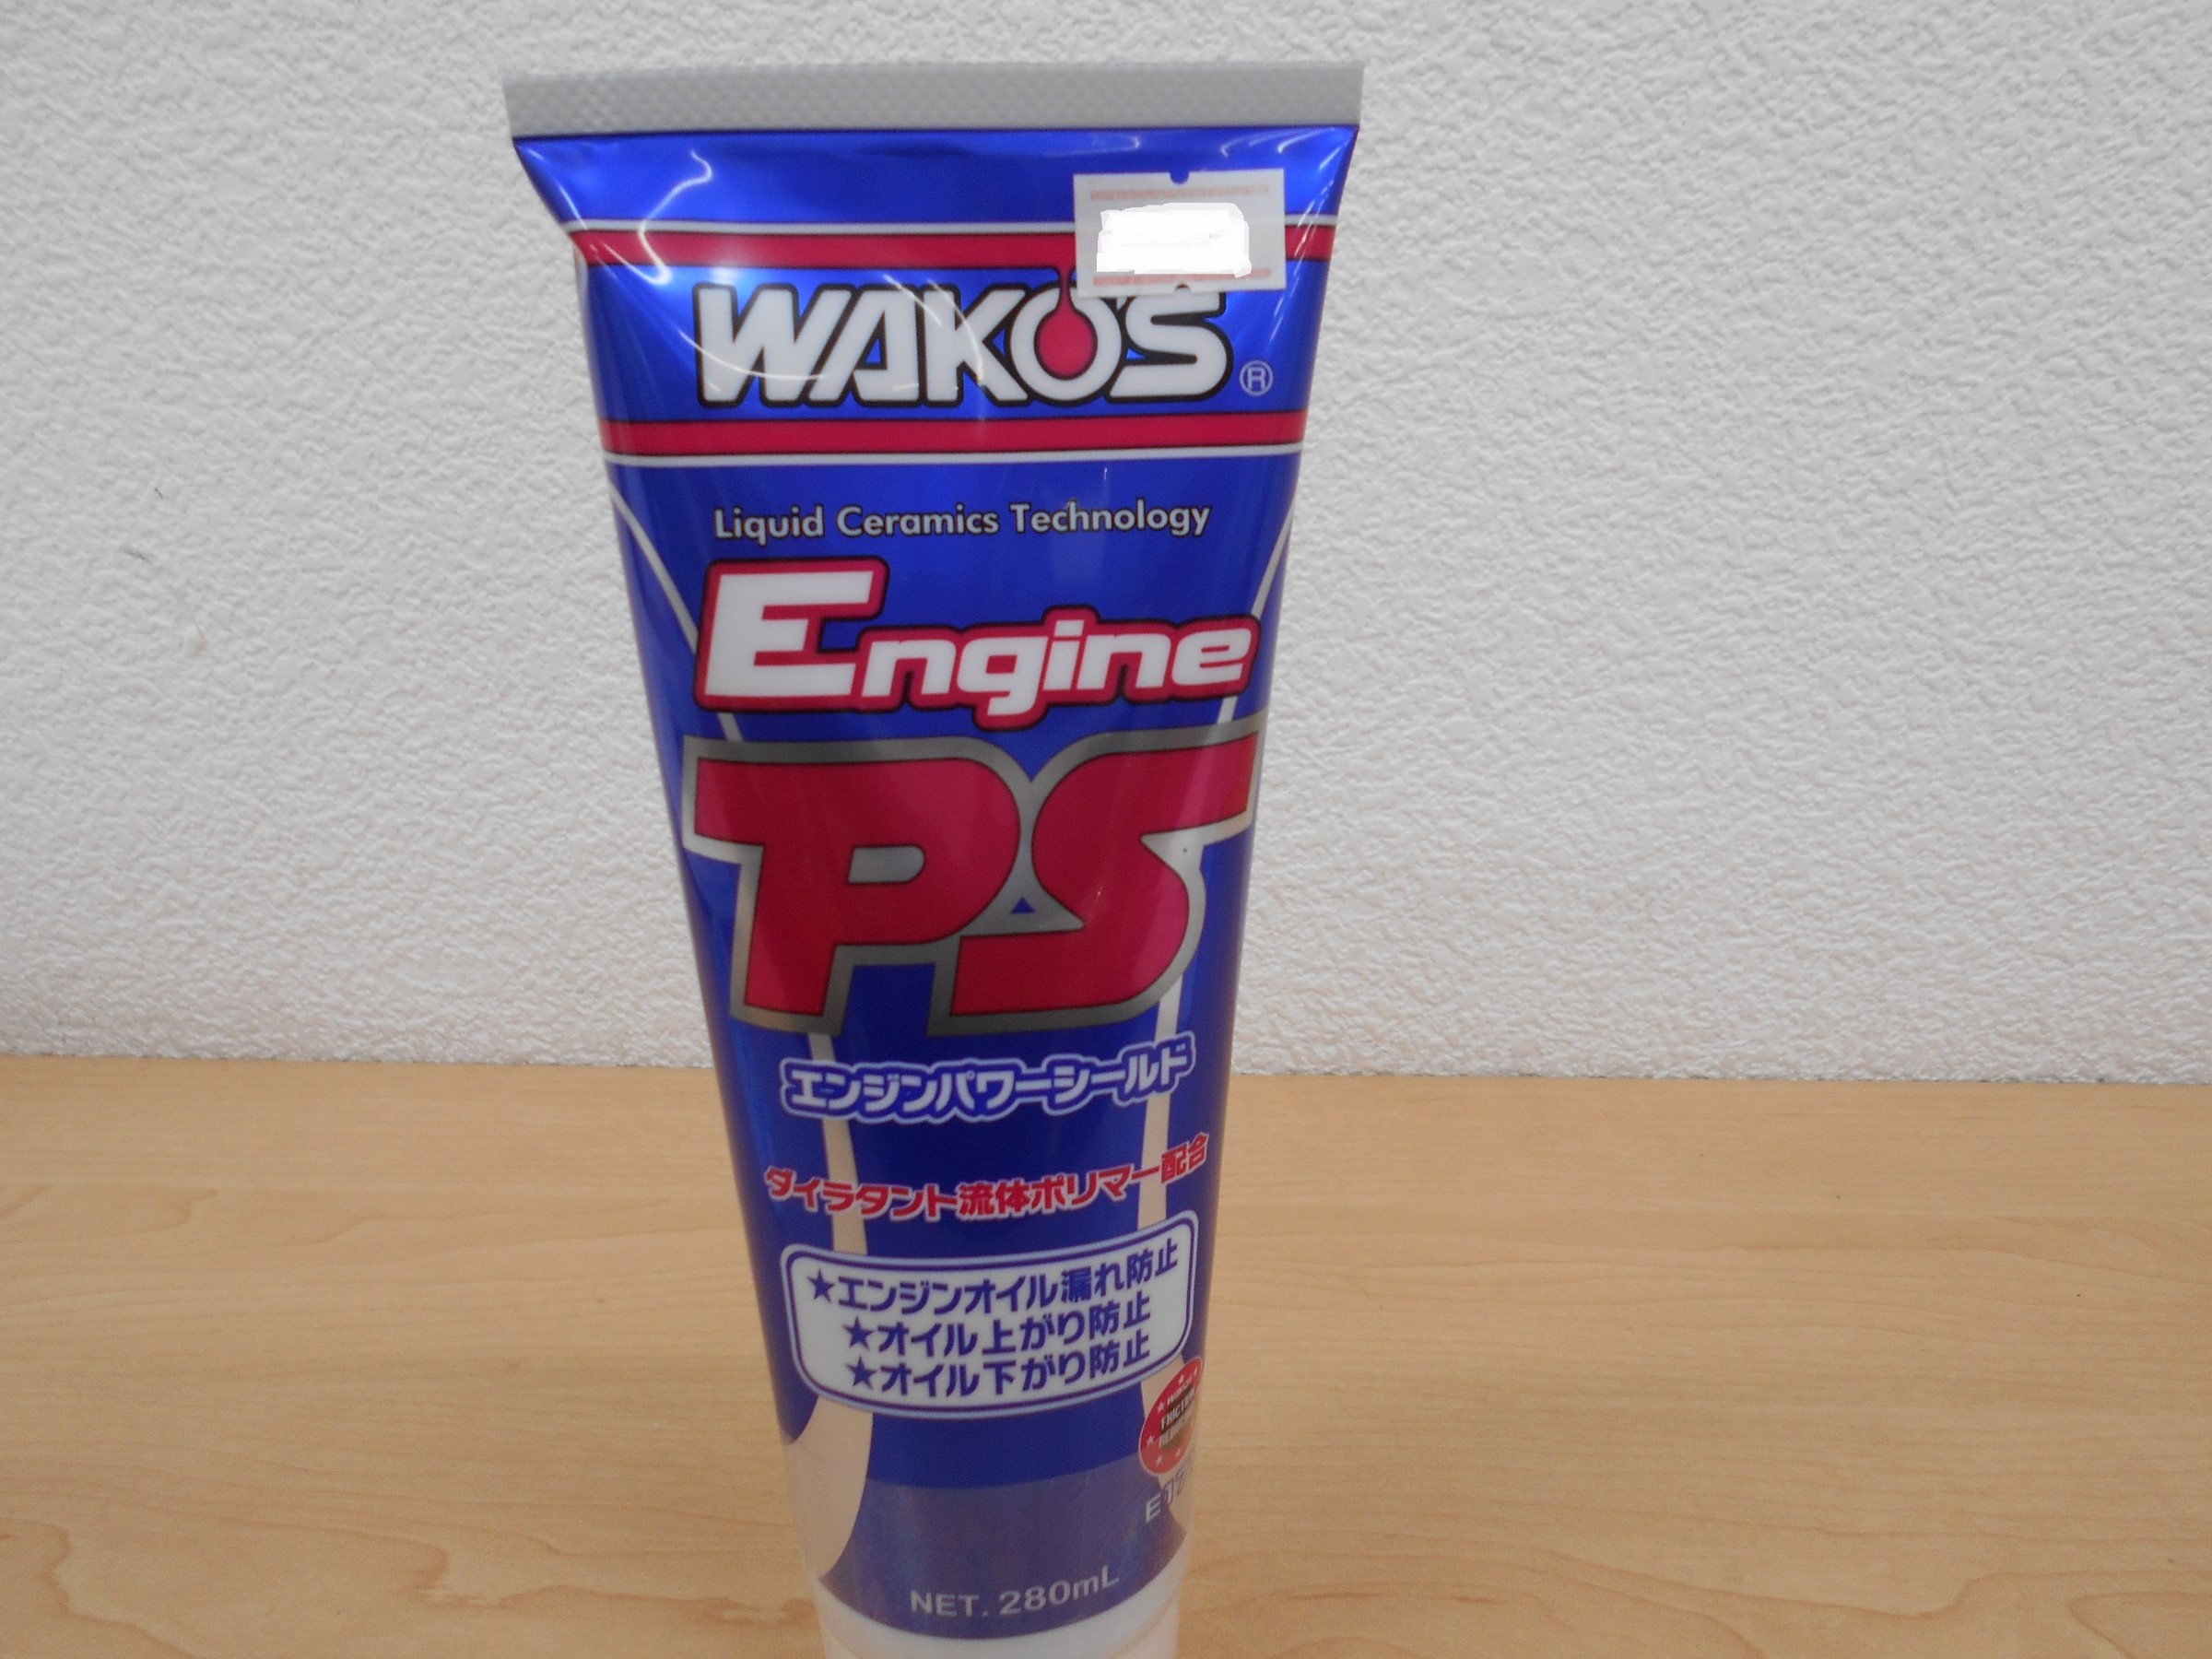 WAKO'S ®
Liquid Ceramics Technology
Engine
PS
エンジンパワーシールド
ダイラタント流体ポリマー配合
★エンジンオイル漏れ防止
★オイル上がり防止
★オイル下がり防止
NET. 280mL